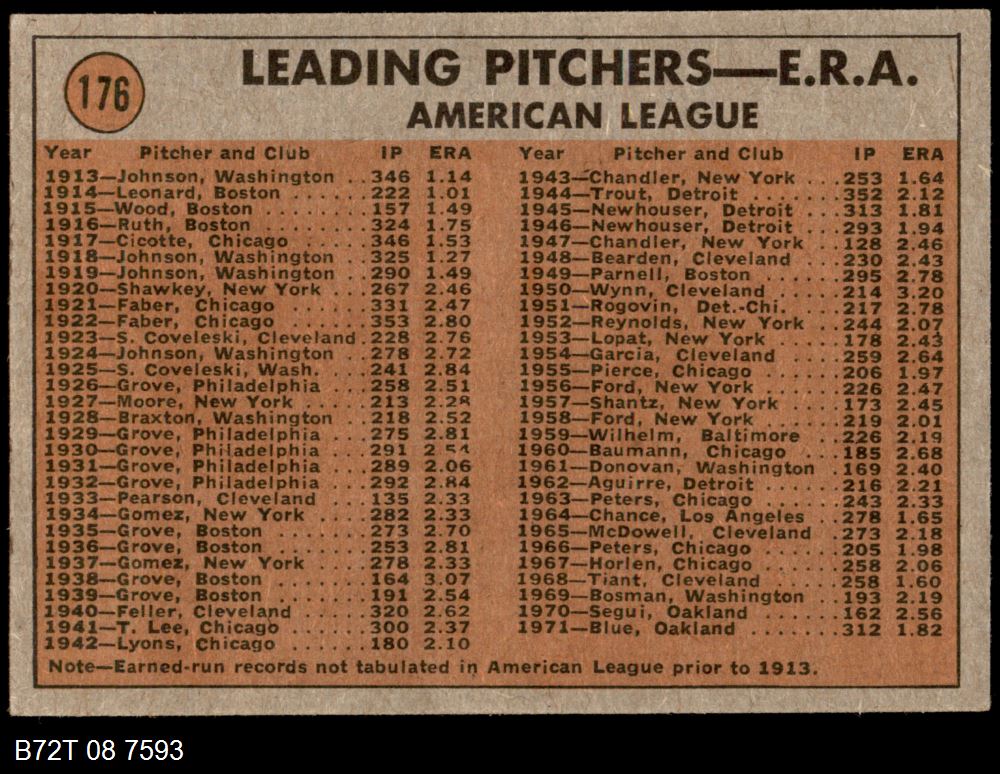 176
LEADING PITCHERS—E.R.A.
AMERICAN LEAGUE
Year Pitcher and Club IP ERA
1913—Johnson, Washington ..346 1.14
1914—Leonard, Boston ........222 1.01
1915—Wood, Boston ..........157 1.49
1916—Ruth, Boston ..........324 1.75
1917—Cicotte, Chicago ......346 1.53
1918—Johnson, Washington ..325 1.27
1919—Johnson, Washington ..290 1.49
1920—Shawkey, New York ...267 2.46
1921—Faber, Chicago .......331 2.47
1922—Faber, Chicago .......353 2.80
1923—S. Coveleski, Cleveland.228 2.76
1924—Johnson, Washington ..278 2.72
1925—S. Coveleski, Wash. ...241 2.84
1926—Grove, Philadelphia ...258 2.51
1927—Moore, New York .....213 2.28
1928—Braxton, Washington ..218 2.52
1929—Grove, Philadelphia ...275 2.81
1930—Grove, Philadelphia ...291
1931—Grove, Philadelphia ...289 2.06
1932—Grove, Philadelphia ...292 2.84
1933—Pearson, Cleveland ....135 2.33
1934—Gomez, New York ....282 2.33
1935—Grove, Boston .......273 2.70
1936—Grove, Boston .......253 2.81
1937—Gomez, New York ....278 2.33
1938—Grove, Boston .......164 3.07
1939—Grove, Boston .......191 2.54
1940—Feller, Cleveland .....320 2.62
1941—T. Lee, Chicago ......300 2.37
1942—Lyons, Chicago ......180 2.10
Year Pitcher and Club IP ERA
1943—Chandler, New York ...253 1.64
1944—Trout, Detroit ........352 2.12
1945—Newhouser, Detroit ...313 1.81
1946—Newhouser, Detroit ...293 1.94
1947—Chandler, New York ..128 2.46
1948—Bearden, Cleveland ...230 2.43
1949—Parnell, Boston .......295 2.78
1950—Wynn, Cleveland .....214 3.20
1951—Rogovin, Det.-Chi. ....217 2.78
1952—Reynolds, New York ..244 2.07
1953—Lopat, New York .....178 2.43
1954—Garcia, Cleveland ....259 2.64
1955—Pierce, Chicago ......206 1.97
1956—Ford, New York ......226 2.47
1957—Shantz, New York ....173 2.45
1958—Ford, New York ......219 2.01
1959—Wilhelm, Baltimore ..226 2.19
1960—Baumann, Chicago ...185 2.68
1961—Donovan, Washington .169 2.40
1962—Aguirre, Detroit ......216 2.21
1963—Peters, Chicago ......243 2.33
1964—Chance, Los Angeles ..278 1.65
1965—McDowell, Cleveland .273 2.18
1966—Peters, Chicago ......205 1.98
1967—Horlen, Chicago ......258 2.06
1968—Tiant, Cleveland ......258 1.60
1969—Bosman, Washington ..193 2.19
1970—Segui, Oakland .......162 2.56
1971—Blue, Oakland .......312 1.82
Note—Earned-run records not tabulated in American League prior to 1913.
B72T 08 7593